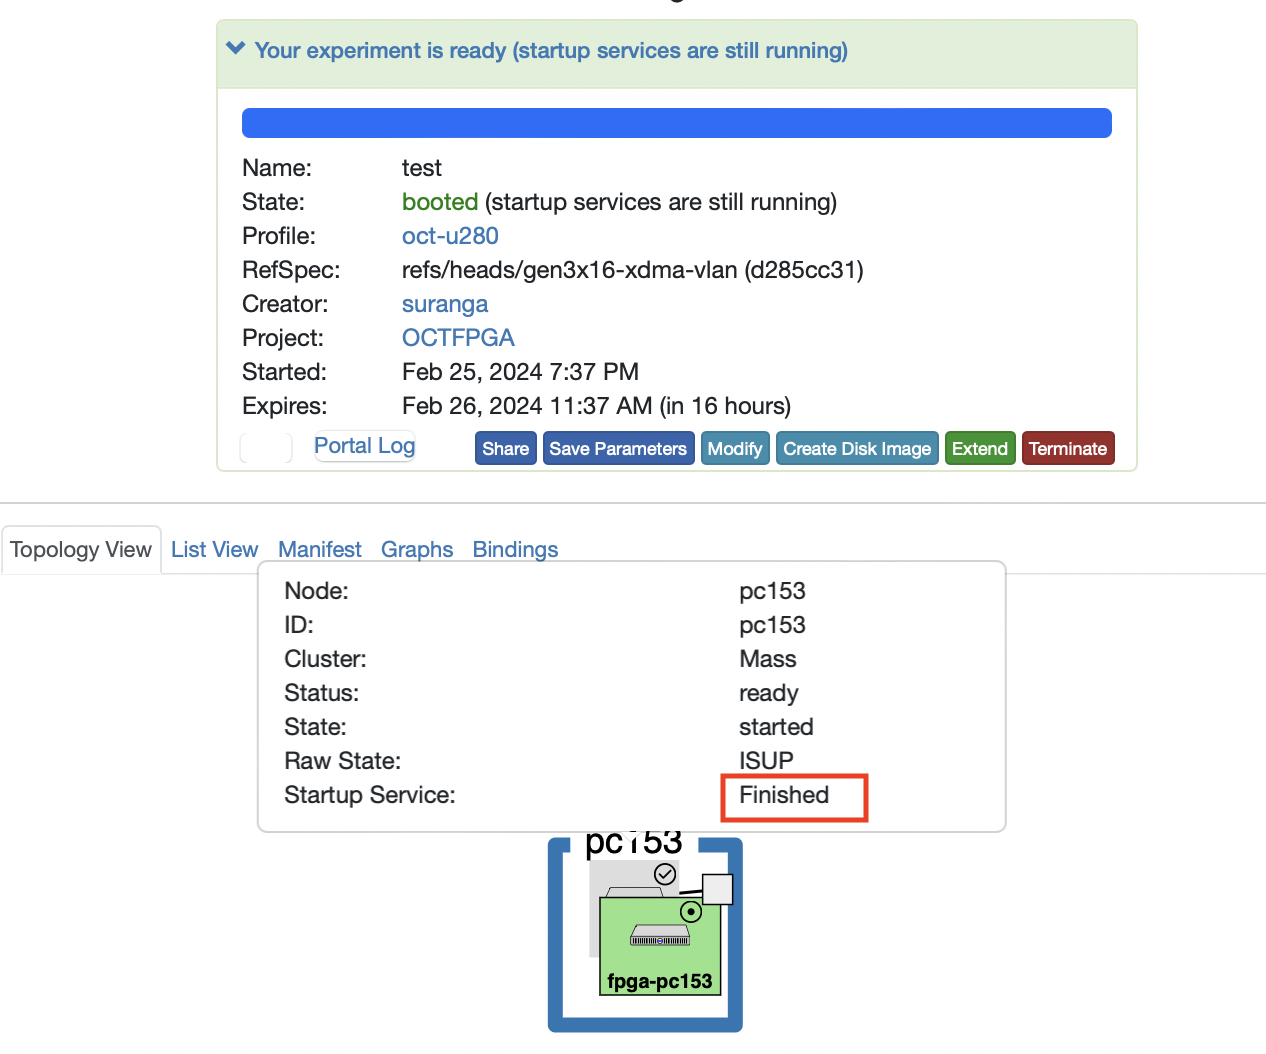 Your experiment is ready (startup services are still running)
Name: test
State: booted (startup services are still running)
Profile: oct-u280
RefSpec: refs/heads/gen3x16-xdma-vlan (d285cc31)
Creator: suranga
Project: OCTFPGA
Started: Feb 25, 2024 7:37 PM
Expires: Feb 26, 2024 11:37 AM (in 16 hours)
Portal Log Share Save Parameters Modify Create Disk Image Extend Terminate
Topology View List View Manifest Graphs Bindings
Node: pc153
ID: pc153
Cluster: Mass
Status: ready
State: started
Raw State: ISUP
Startup Service: Finished
pc153
fpga-pc153